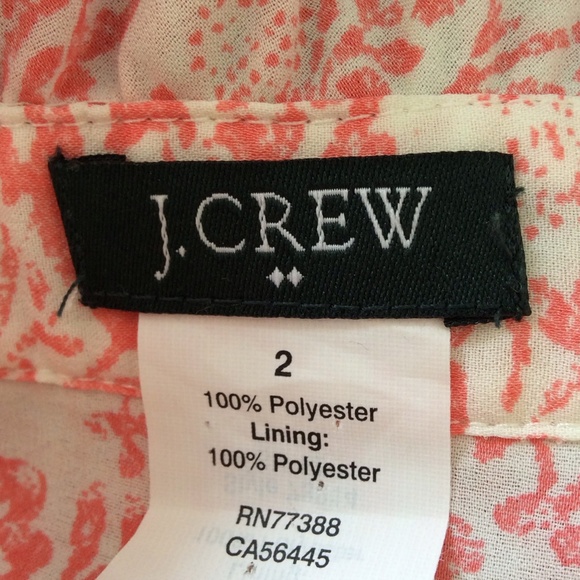 J.CREW
2
100% Polyester
Lining:
100% Polyester
RN77388
CA56445